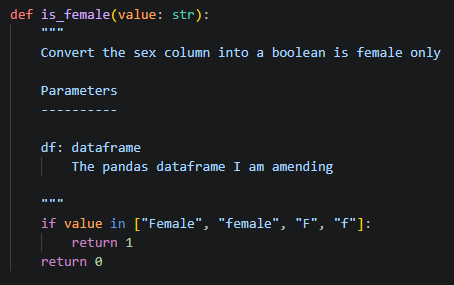 def is_female(value: str):
    """
    Convert the sex column into a boolean is female only

    Parameters
    ----------

    df: dataframe
        The pandas dataframe I am amending

    """
    if value in ["Female", "female", "F", "f"]:
        return 1
    return 0